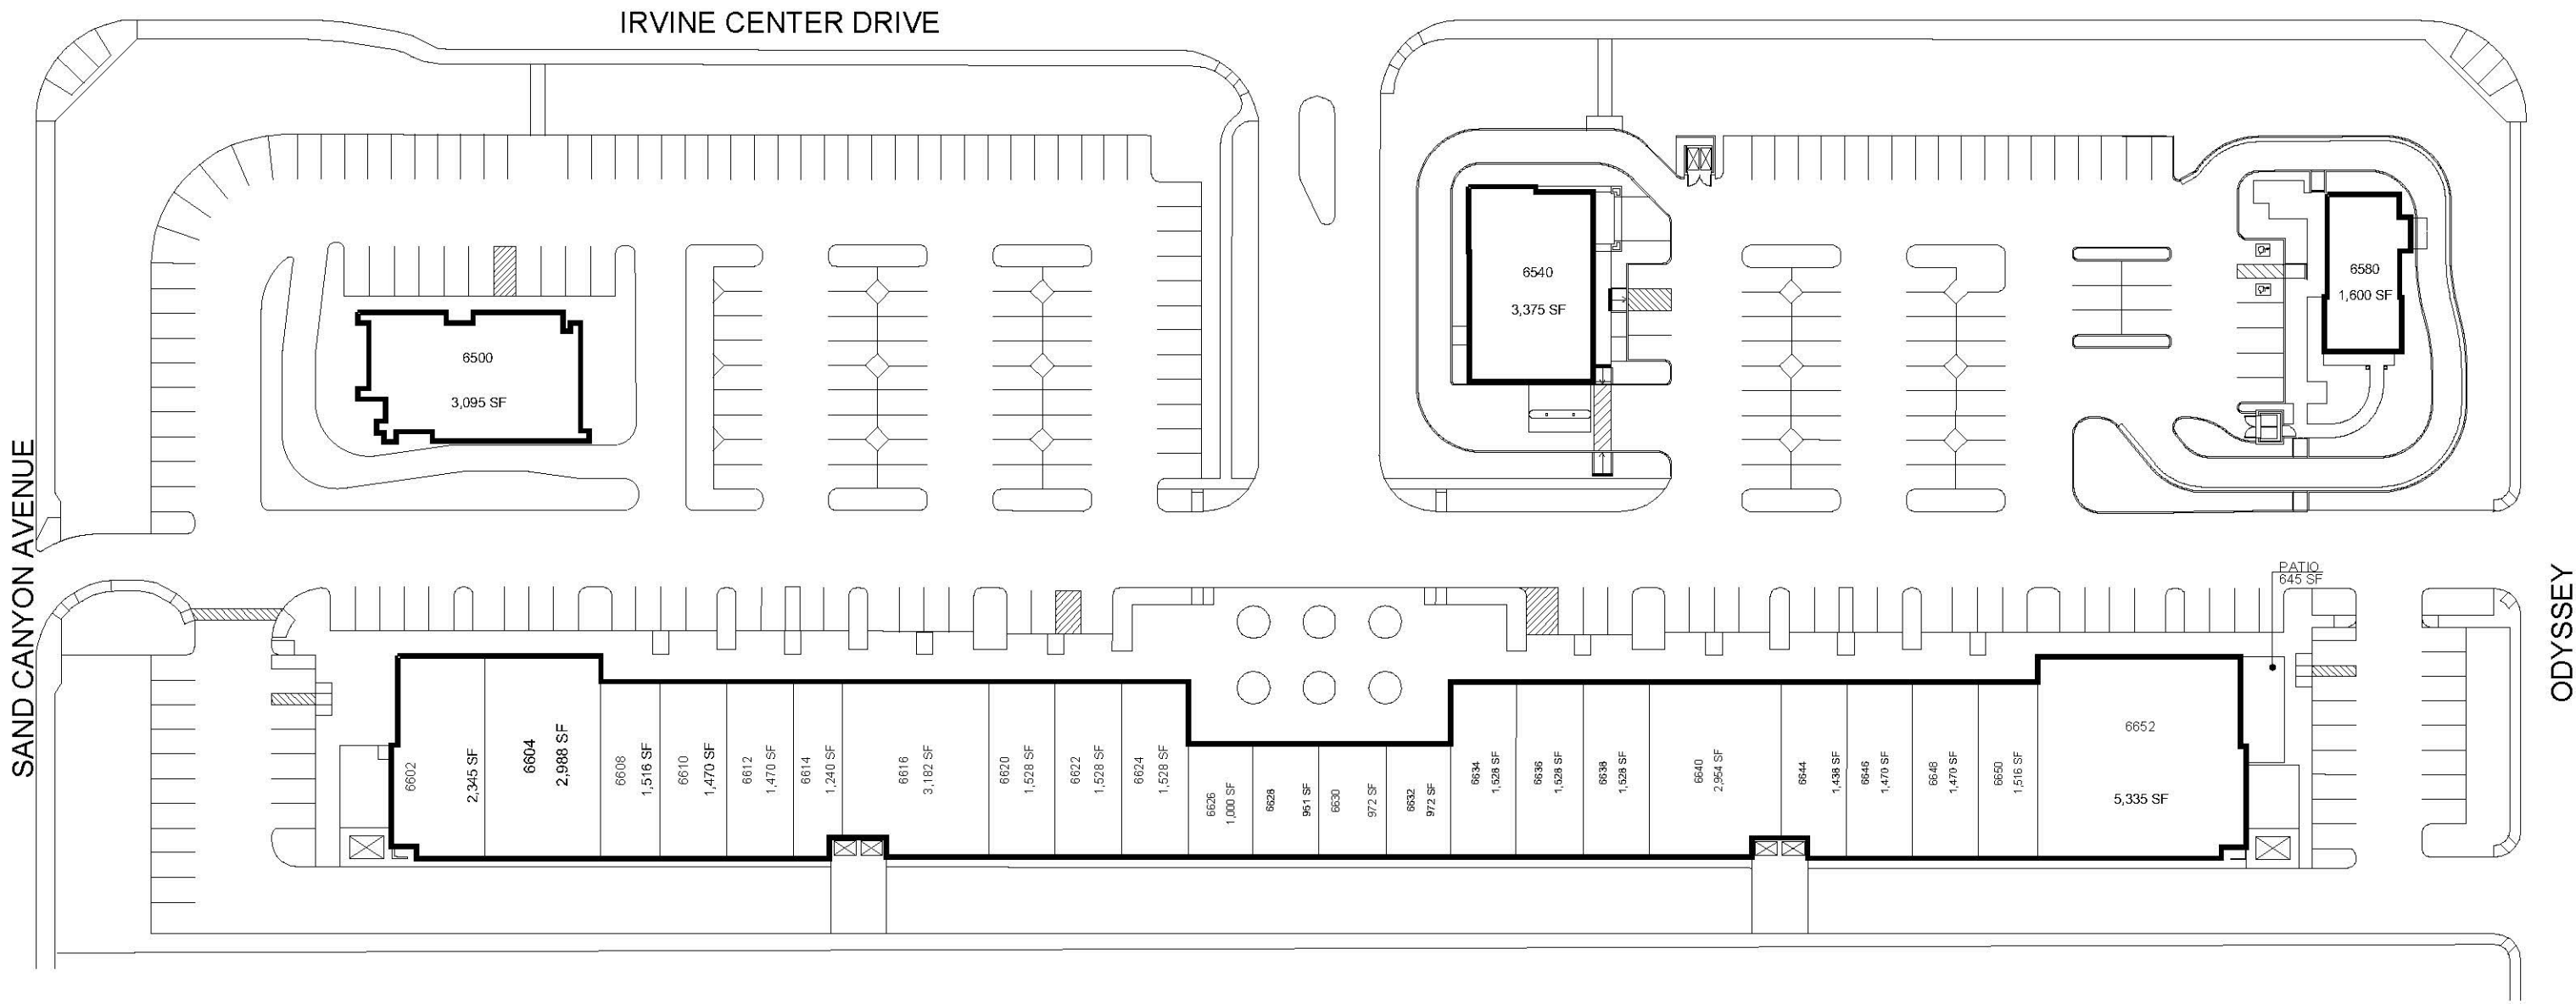 IRVINE CENTER DRIVE
SAND CANYON AVENUE
ODYSSEY
6500
3,095 SF
6540
3,375 SF
6580
1,600 SF
PATIO
645 SF
6602
2,345 SF
6604
2,988 SF
6608
1,516 SF
6610
1,470 SF
6612
1,470 SF
6614
1,240 SF
6616
3,182 SF
6620
1,528 SF
6622
1,528 SF
6624
1,528 SF
6626
1,000 SF
6628
951 SF
6630
972 SF
6632
972 SF
6634
1,528 SF
6636
1,528 SF
6638
1,528 SF
6640
2,954 SF
6644
1,438 SF
6646
1,470 SF
6648
1,470 SF
6650
1,516 SF
6652
5,335 SF